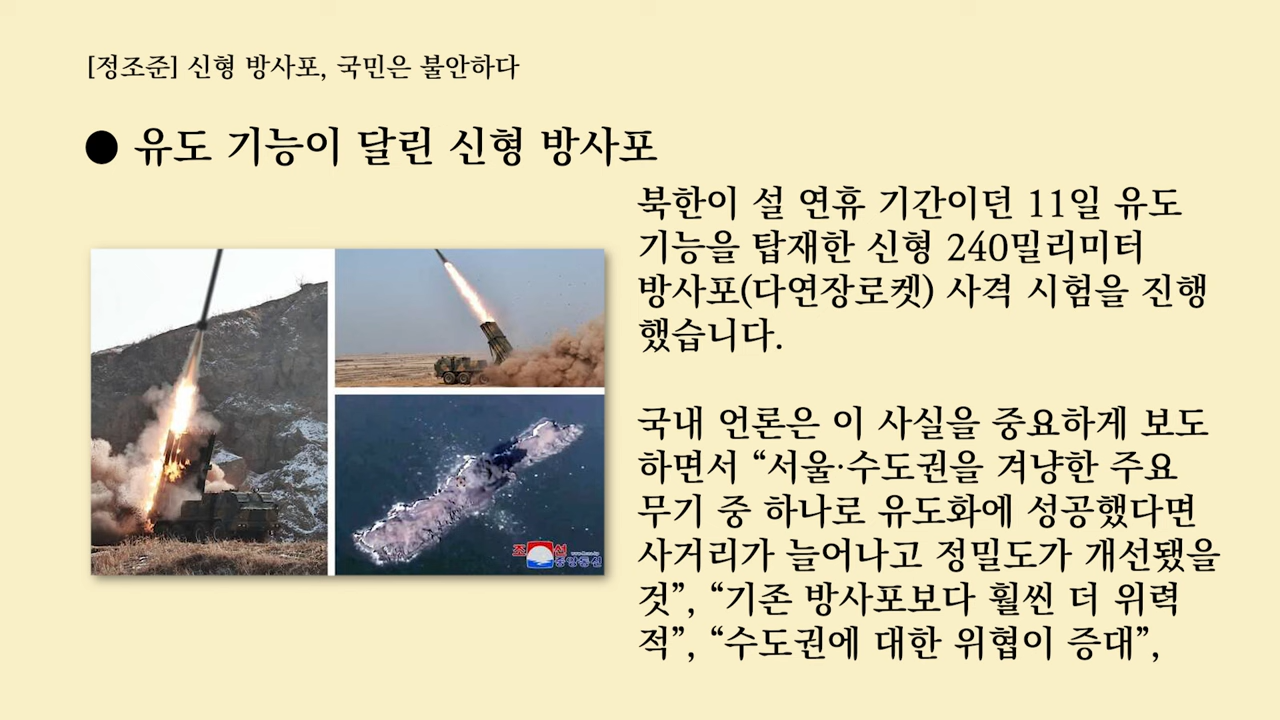 [정조준] 신형 방사포, 국민은 불안하다
● 유도 기능이 달린 신형 방사포
북한이 설 연휴 기간이던 11일 유도
기능을 탑재한 신형 240밀리미터
방사포(다연장로켓) 사격 시험을 진행
했습니다.
국내 언론은 이 사실을 중요하게 보도
하면서 “서울·수도권을 겨냥한 주요
무기 중 하나로 유도화에 성공했다면
사거리가 늘어나고 정밀도가 개선됐을
것”, “기존 방사포보다 훨씬 더 위력
적”, “수도권에 대한 위협이 증대”,
조선
중앙통신